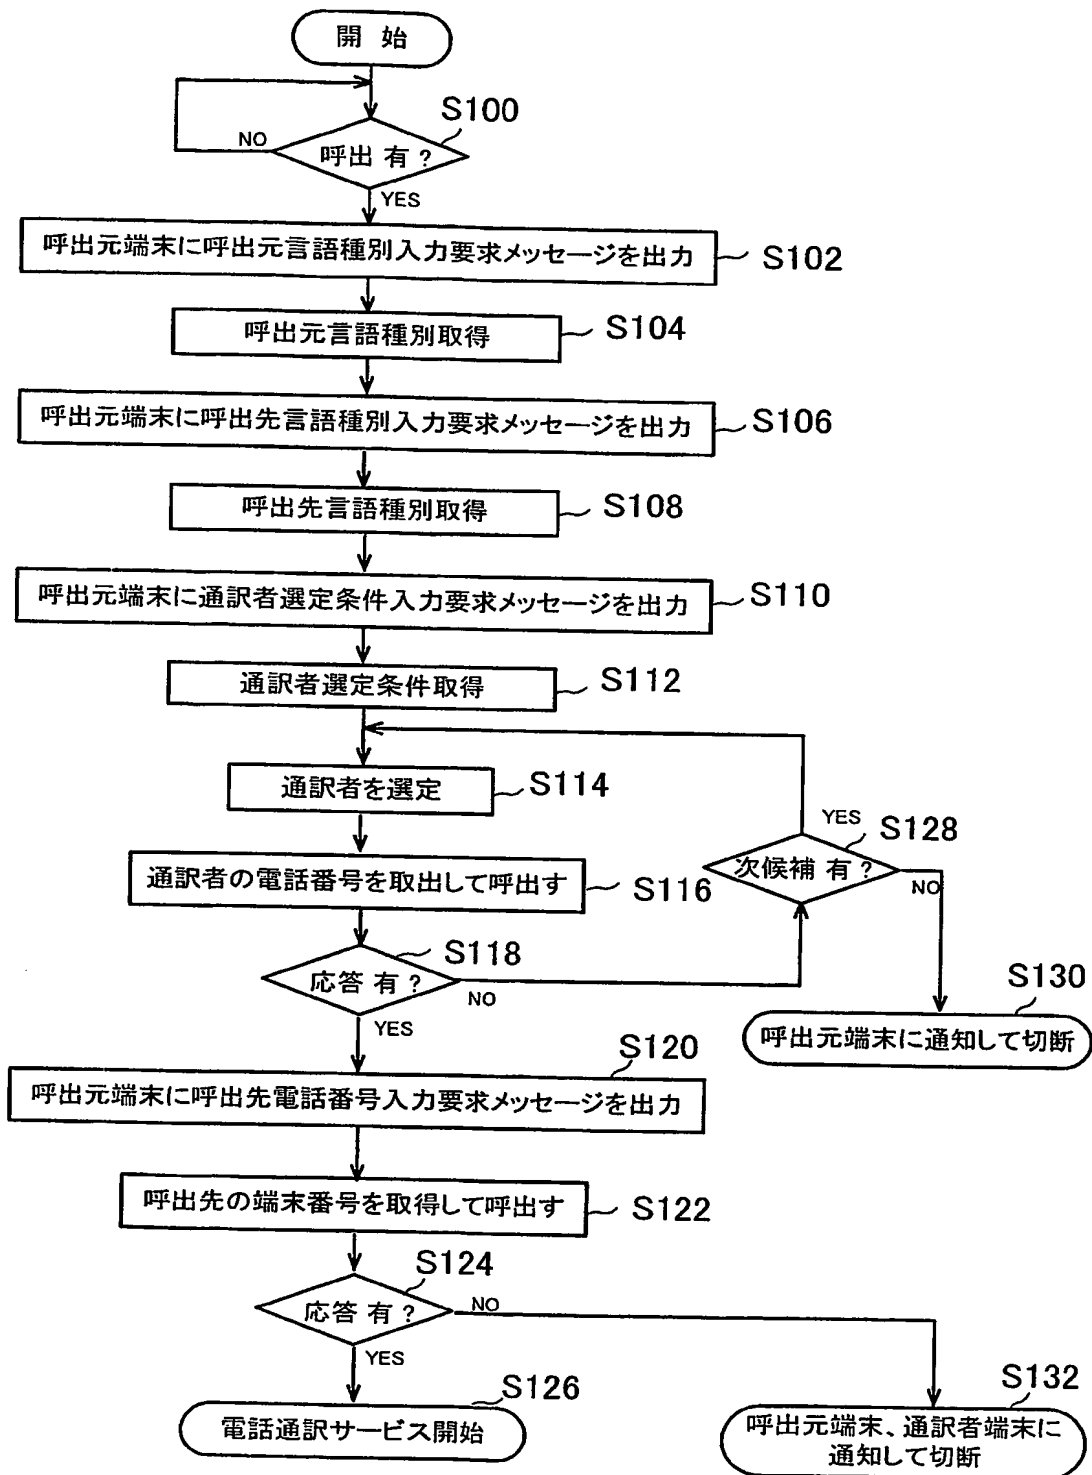 開 始
S100
NO
呼出 有?
YES
呼出元端末に呼出元言語種別入力要求メッセージを出力
S102
呼出元言語種別取得
S104
呼出元端末に呼出先言語種別入力要求メッセージを出力
S106
呼出先言語種別取得
S108
呼出元端末に通訳者選定条件入力要求メッセージを出力
S110
通訳者選定条件取得
S112
通訳者を選定
S114
YES
S128
次候補 有?
NO
通訳者の電話番号を取出して呼出す
S116
S118
応答 有?
NO
YES
S130
呼出元端末に通知して切断
S120
呼出元端末に呼出先電話番号入力要求メッセージを出力
呼出先の端末番号を取得して呼出す
S122
S124
応答 有?
NO
YES
S126
電話通訳サービス開始
S132
呼出元端末、通訳者端末に
通知して切断